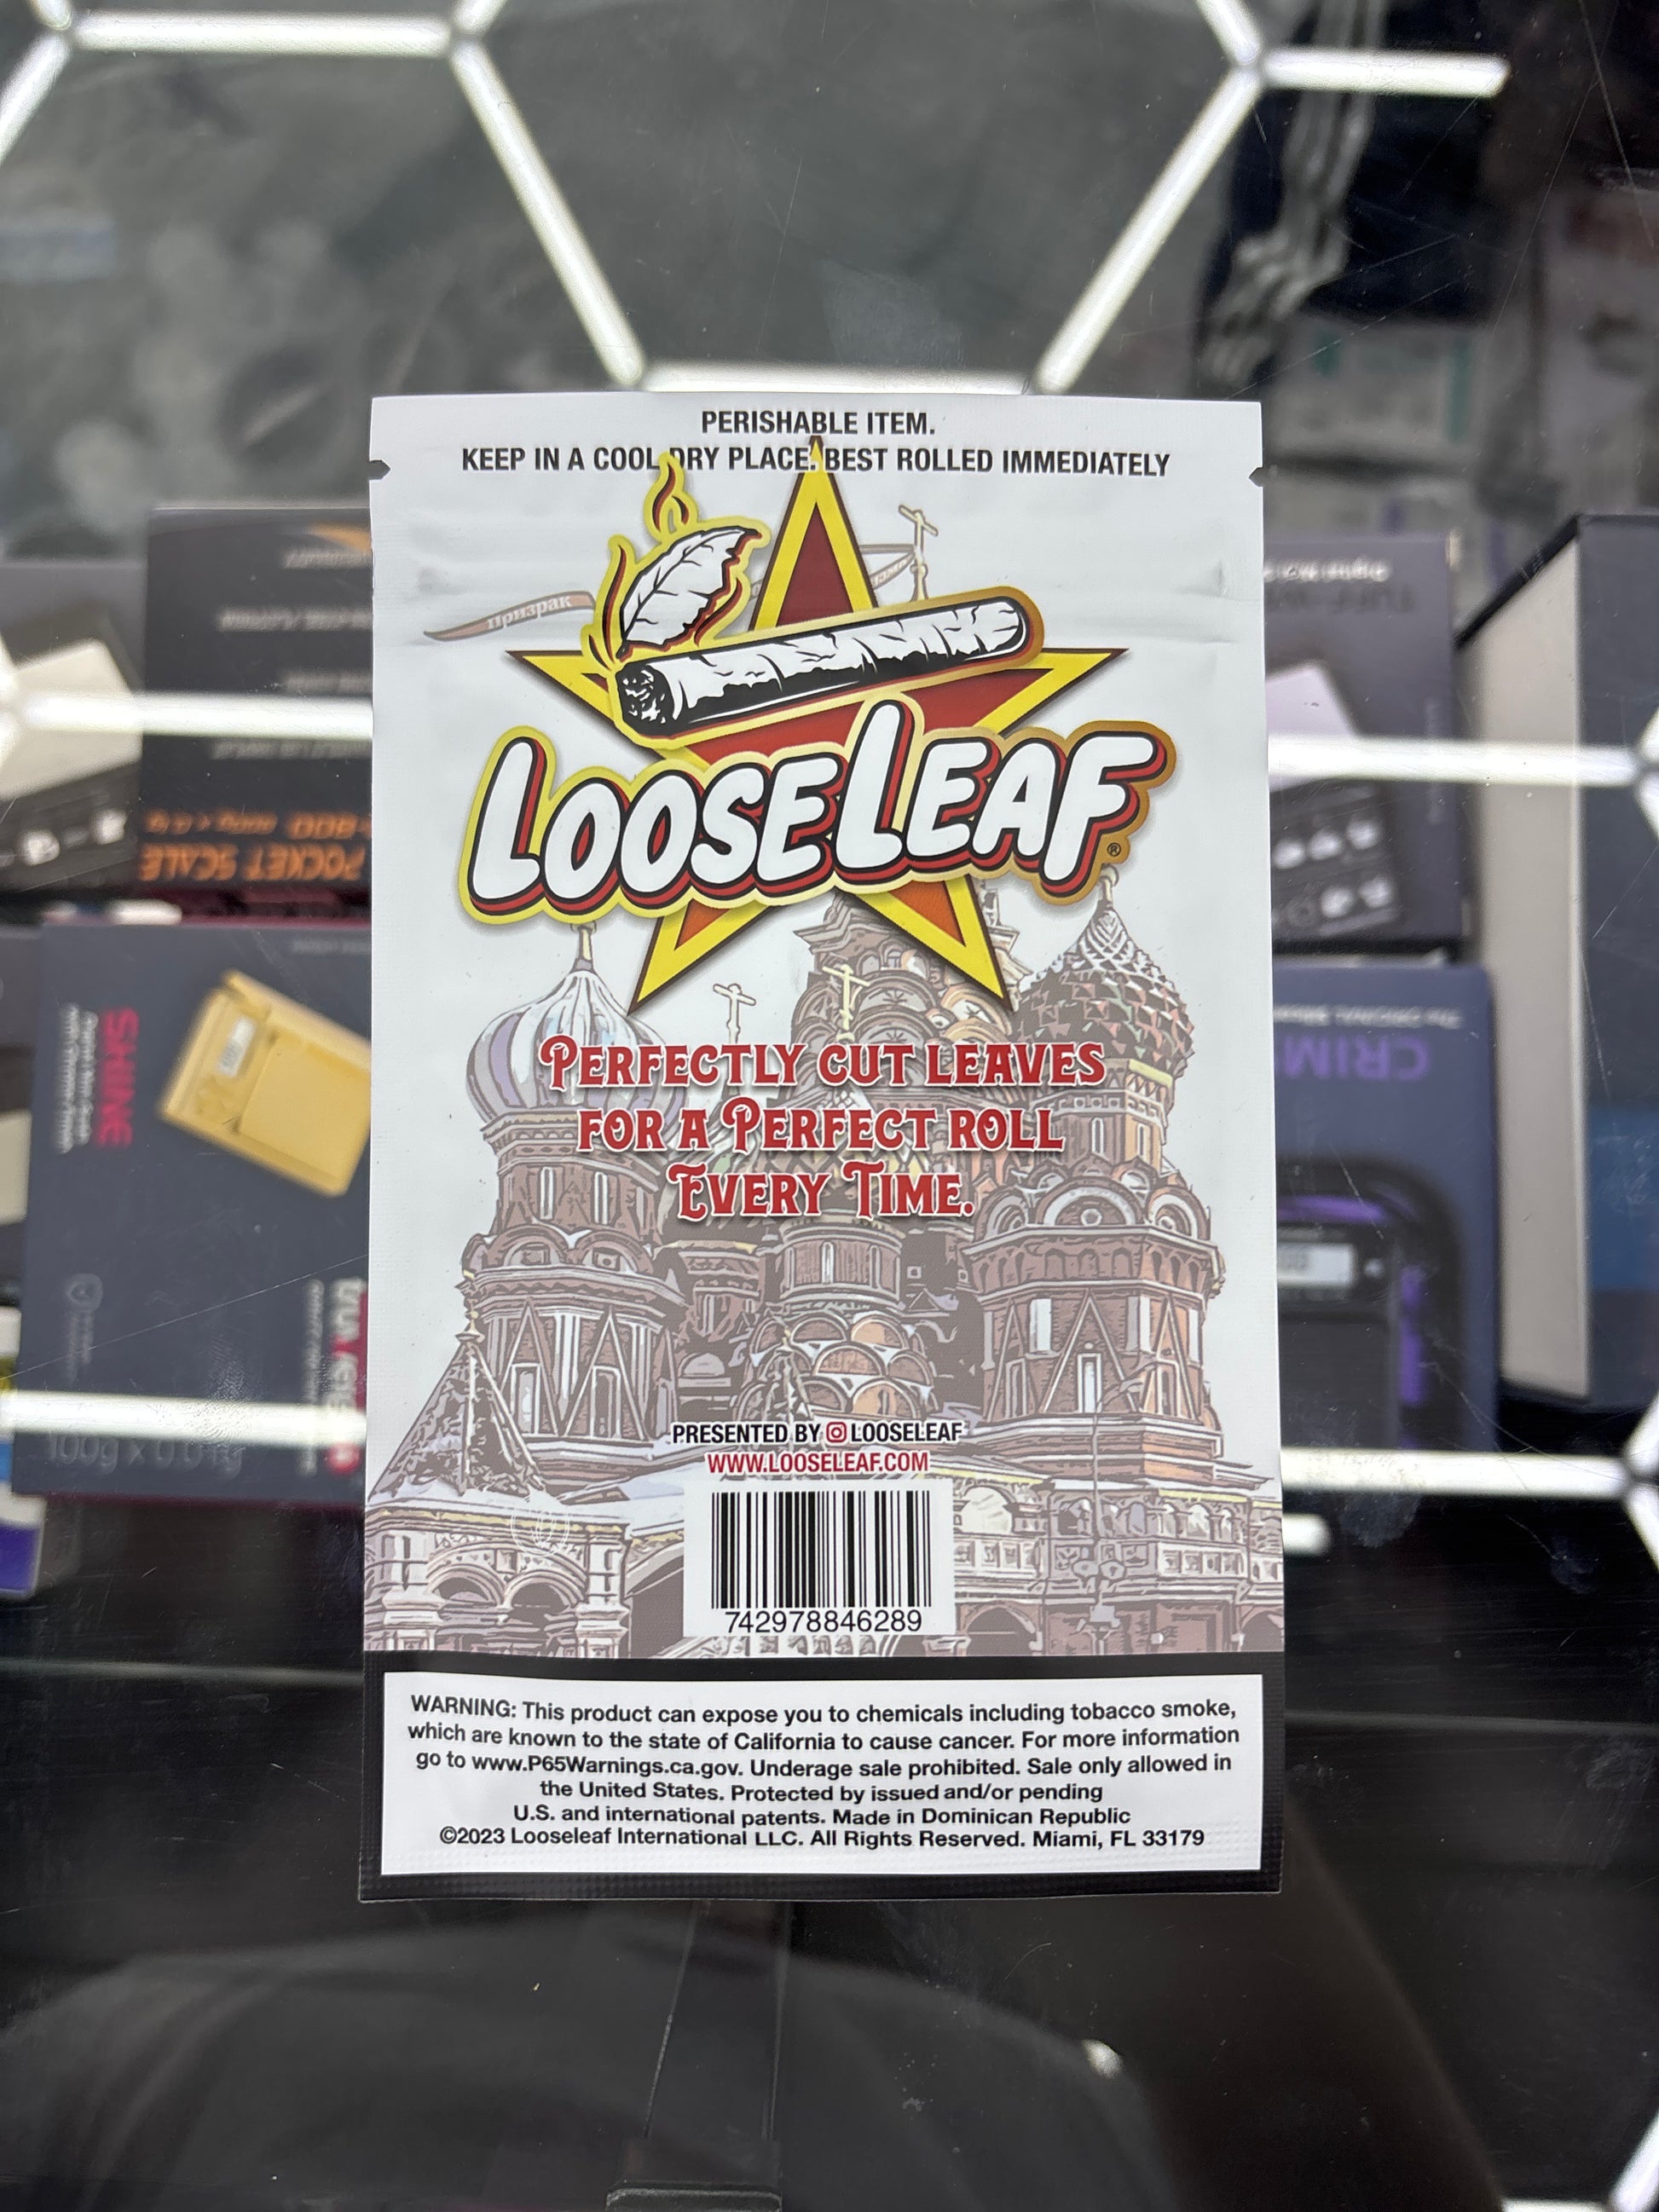 PERISHABLE ITEM.
KEEP IN A COOL DRY PLACE. BEST ROLLED IMMEDIATELY
Призрак
LOOSELEAF®
PERFECTLY CUT LEAVES
FOR A PERFECT ROLL
EVERY TIME.
PRESENTED BY LOOSELEAF
WWW.LOOSELEAF.COM
742978846289
WARNING: This product can expose you to chemicals including tobacco smoke,
which are known to the state of California to cause cancer. For more information
go to www.P65Warnings.ca.gov. Underage sale prohibited. Sale only allowed in
the United States. Protected by issued and/or pending
U.S. and international patents. Made in Dominican Republic
©2023 Looseleaf International LLC. All Rights Reserved. Miami, FL 33179
POCKET SCALE
SHINE
100g x 0.01g